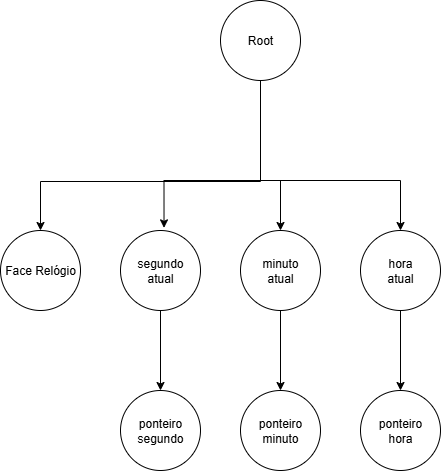 Root
Face Relógio
segundo
atual
minuto
atual
hora
atual
ponteiro
segundo
ponteiro
minuto
ponteiro
hora